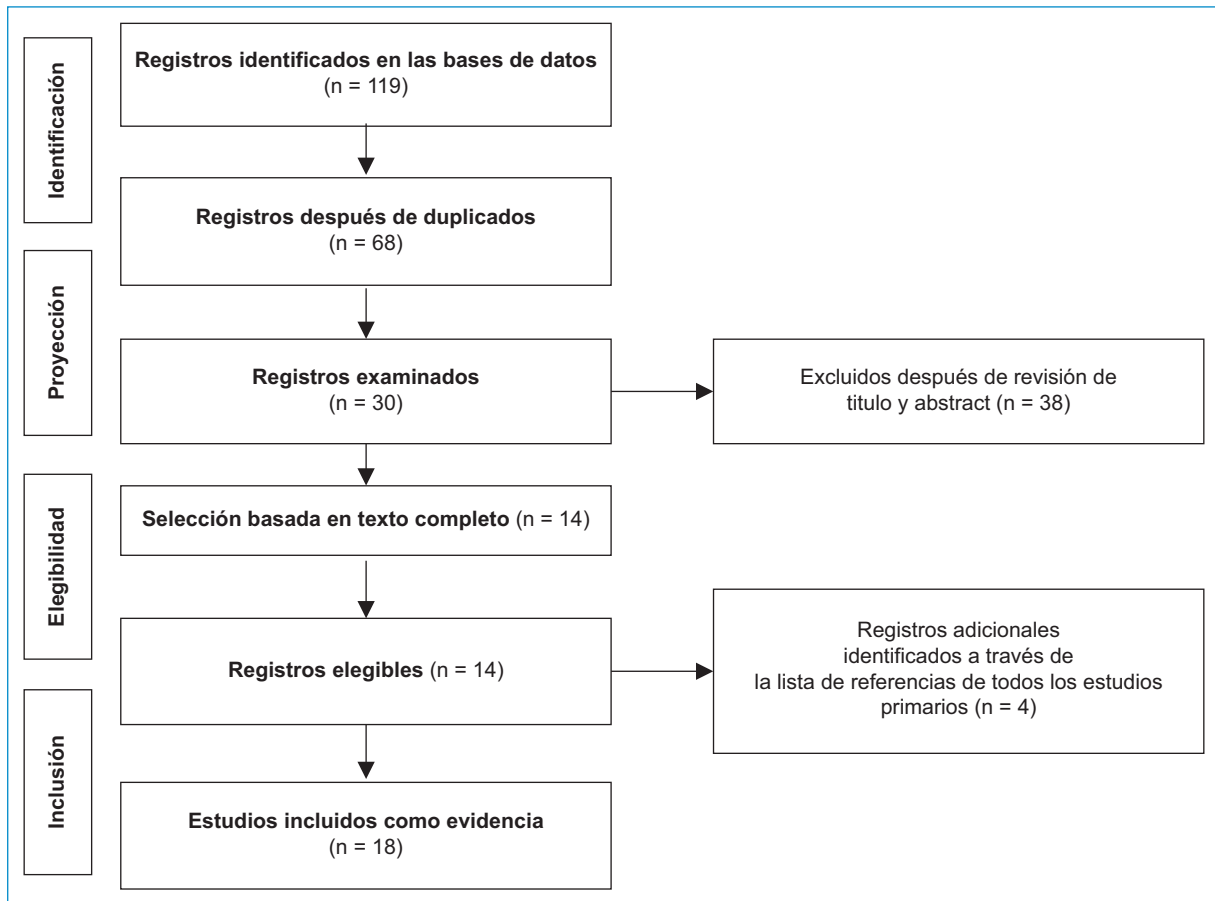 Identificación
Registros identificados en las bases de datos
(n = 119)
Registros después de duplicados
(n = 68)
Proyección
Registros examinados
(n = 30)
Excluidos después de revisión de
titulo y abstract (n = 38)
Elegibilidad
Selección basada en texto completo (n = 14)
Registros elegibles (n = 14)
Registros adicionales
identificados a través de
la lista de referencias de todos los estudios
primarios (n = 4)
Inclusión
Estudios incluidos como evidencia
(n = 18)